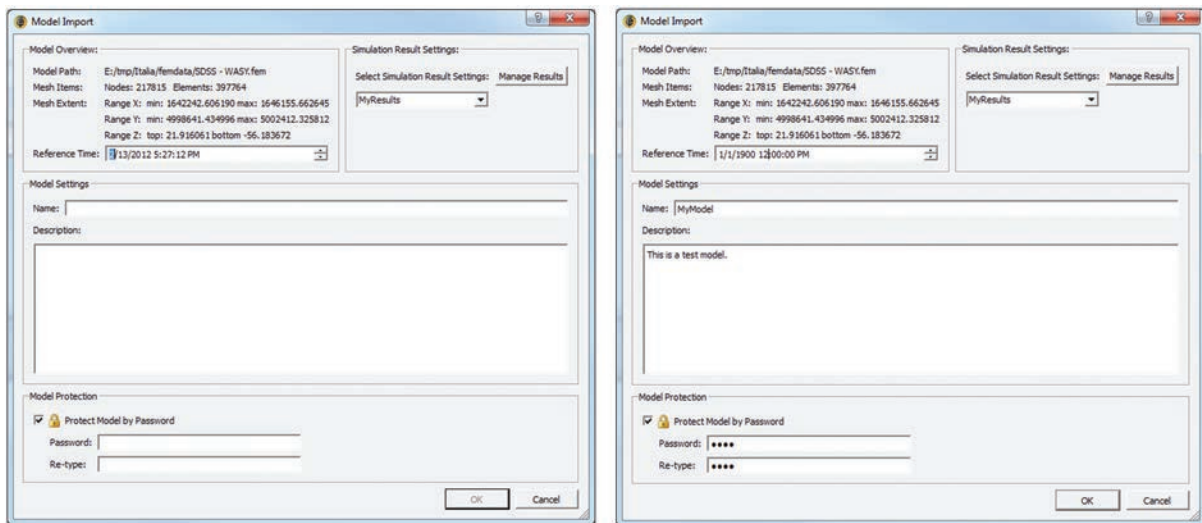 Model Import
Model Overview:
Model Path: E:/tmp/Italia/femdata/SDSS - WASY.fem
Mesh Items: Nodes: 217815 Elements: 397764
Mesh Extent: Range X: min: 1642242.606190 max: 1646155.662645
Range Y: min: 4998641.434996 max: 5002412.325812
Range Z: top: 21.916061 bottom -56.183672
Reference Time: /13/2012 5:27:12 PM
Simulation Result Settings:
Select Simulation Result Settings: Manage Results
MyResults
Model Settings
Name:
Description:
Model Protection
Protect Model by Password
Password:
Re-type:
OK Cancel
Model Import
Model Overview:
Model Path: E:/tmp/Italia/femdata/SDSS - WASY.fem
Mesh Items: Nodes: 217815 Elements: 397764
Mesh Extent: Range X: min: 1642242.606190 max: 1646155.662645
Range Y: min: 4998641.434996 max: 5002412.325812
Range Z: top: 21.916061 bottom -56.183672
Reference Time: 1/1/1900 12:00:00 PM
Simulation Result Settings:
Select Simulation Result Settings: Manage Results
MyResults
Model Settings
Name: MyModel
Description:
This is a test model.
Model Protection
Protect Model by Password
Password: ••••
Re-type: ••••
OK Cancel